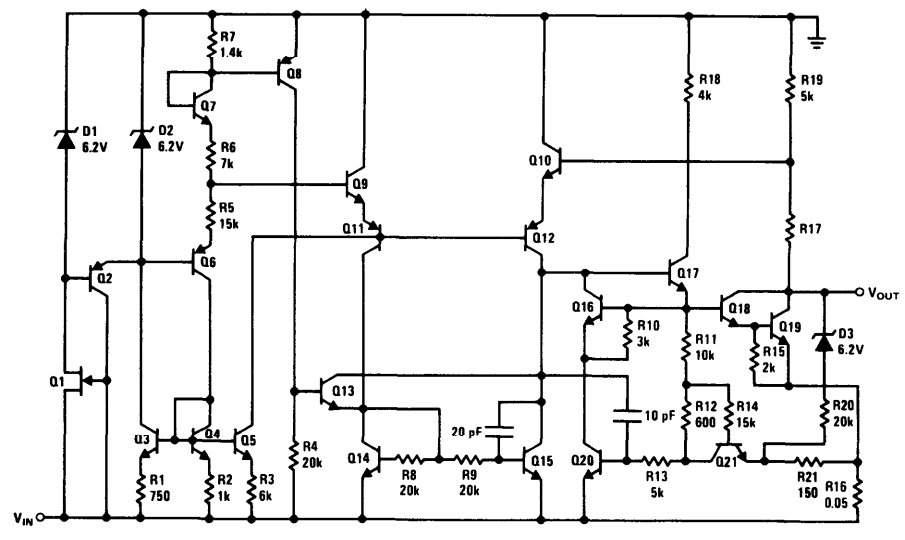 R7
1.4k
Q8
R18
4k
R19
5k
D1
6.2V
D2
6.2V
Q7
R6
7k
Q10
Q9
R5
15k
R17
Q11
Q12
Q2
Q6
Q17
VOUT
Q16
Q18
Q19
R10
3k
R11
10k
R15
2k
D3
6.2V
Q1
Q13
10 pF
R12
600
R14
15k
R20
20k
20 pF
Q3
Q4
Q5
R4
20k
Q14
R8
20k
R9
20k
Q15
Q20
R13
5k
Q21
R21
150
R16
0.05
R1
750
R2
1k
R3
6k
VIN